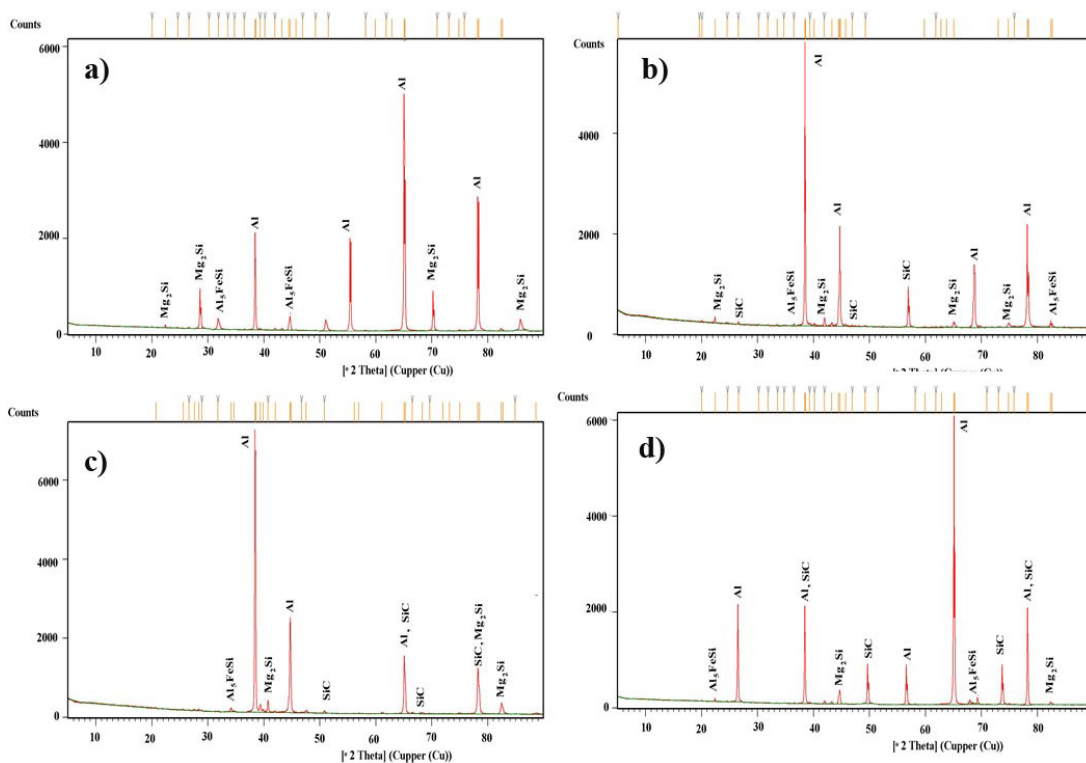 Counts
a)
6000
4000
2000
0
Mg2Si
Mg2Si
Al5FeSi
Al
Al5FeSi
Al
Al
Mg2Si
Al
Mg2Si
10 20 30 40 50 60 70 80
[° 2 Theta] (Cupper (Cu))
Counts
b)
4000
2000
0
Mg2Si
SiC
Al5FeSi
Al
Mg2Si
Al
SiC
SiC
Mg2Si
Al
Mg2Si
Al
Al5FeSi
10 20 30 40 50 60 70 80
[° 2 Theta] (Cupper (Cu))
Counts
c)
6000
4000
2000
0
Al5FeSi
Al
Mg2Si
Al
SiC
Al, SiC
SiC
SiC, Mg2Si
Mg2Si
10 20 30 40 50 60 70 80
[° 2 Theta] (Cupper (Cu))
Counts
d)
6000
4000
2000
0
Al5FeSi
Al
Al, SiC
Mg2Si
SiC
Al
Al
Al5FeSi
SiC
Al, SiC
Mg2Si
10 20 30 40 50 60 70 80
[° 2 Theta] (Cupper (Cu))